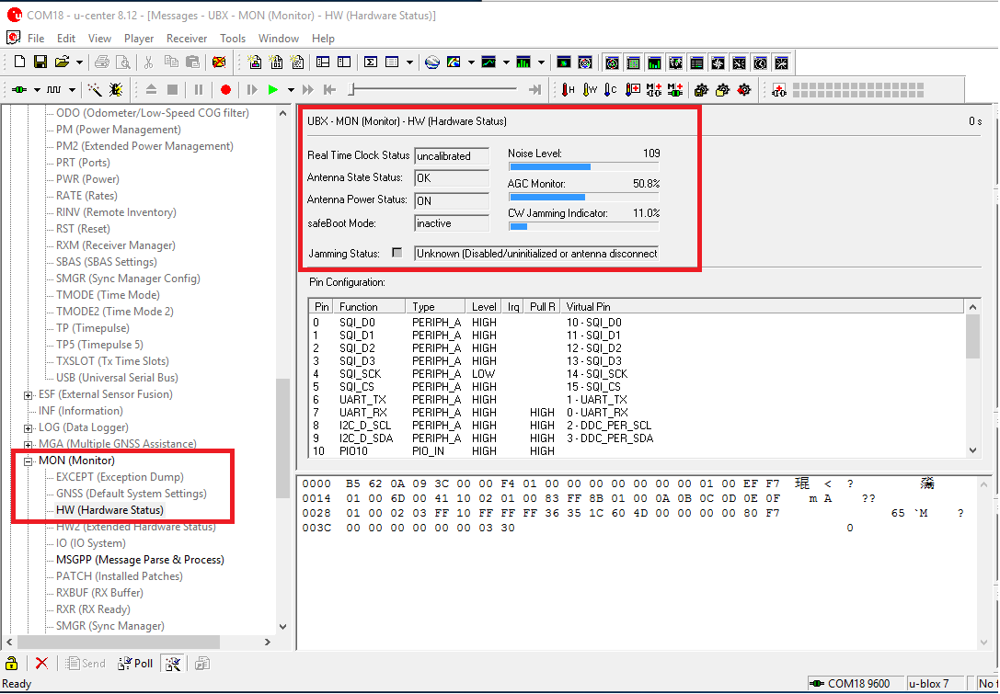 COM18 - u-center 8.12 - [Messages - UBX - MON (Monitor) - HW (Hardware Status)]
File Edit View Player Receiver Tools Window Help
ODO (Odometer/Low-Speed COG filter)
PM (Power Management)
PM2 (Extended Power Management)
PRT (Ports)
PWR (Power)
RATE (Rates)
RINV (Remote Inventory)
RST (Reset)
RXM (Receiver Manager)
SBAS (SBAS Settings)
SMGR (Sync Manager Config)
TMODE (Time Mode)
TMODE2 (Time Mode 2)
TP (Timepulse)
TP5 (Timepulse 5)
TXSLOT (Tx Time Slots)
USB (Universal Serial Bus)
ESF (External Sensor Fusion)
INF (Information)
LOG (Data Logger)
MGA (Multiple GNSS Assistance)
MON (Monitor)
EXCEPT (Exception Dump)
GNSS (Default System Settings)
HW (Hardware Status)
HW2 (Extended Hardware Status)
IO (IO System)
MSGPP (Message Parse & Process)
PATCH (Installed Patches)
RXBUF (RX Buffer)
RXR (RX Ready)
SMGR (Sync Manager)
UBX - MON (Monitor) - HW (Hardware Status) 0 s
Real Time Clock Status uncalibrated
Antenna State Status: OK
Antenna Power Status: ON
safeBoot Mode: inactive
Noise Level: 109
AGC Monitor: 50.8%
CW Jamming Indicator: 11.0%
Jamming Status: Unknown (Disabled/uninitialized or antenna disconnect
Pin Configuration:
Pin Function Type Level Irq Pull R Virtual Pin
0 SQI_D0 PERIPH_A HIGH 10 - SQI_D0
1 SQI_D1 PERIPH_A HIGH 11 - SQI_D1
2 SQI_D2 PERIPH_A HIGH 12 - SQI_D2
3 SQI_D3 PERIPH_A HIGH 13 - SQI_D3
4 SQI_SCK PERIPH_A LOW 14 - SQI_SCK
5 SQI_CS PERIPH_A HIGH 15 - SQI_CS
6 UART_TX PERIPH_A HIGH 1 - UART_TX
7 UART_RX PERIPH_A HIGH HIGH 0 - UART_RX
8 I2C_D_SCL PERIPH_A HIGH HIGH 2 - DDC_PER_SCL
9 I2C_D_SDA PERIPH_A HIGH HIGH 3 - DDC_PER_SDA
10 PIO10 PIO_IN HIGH HIGH
0000 B5 62 0A 09 3C 00 00 F4 01 00 00 00 00 00 00 01 00 EF F7 琨 < ?
0014 01 00 6D 00 41 10 02 01 00 83 FF 8B 01 00 0A 0B 0C 0D 0E 0F m A ??
0028 01 00 02 03 FF 10 FF FF FF 36 35 1C 60 4D 00 00 00 00 80 F7 65 `M ?
003C 00 00 00 00 00 00 03 30 0
Send Poll
Ready COM18 9600 u-blox 7 No